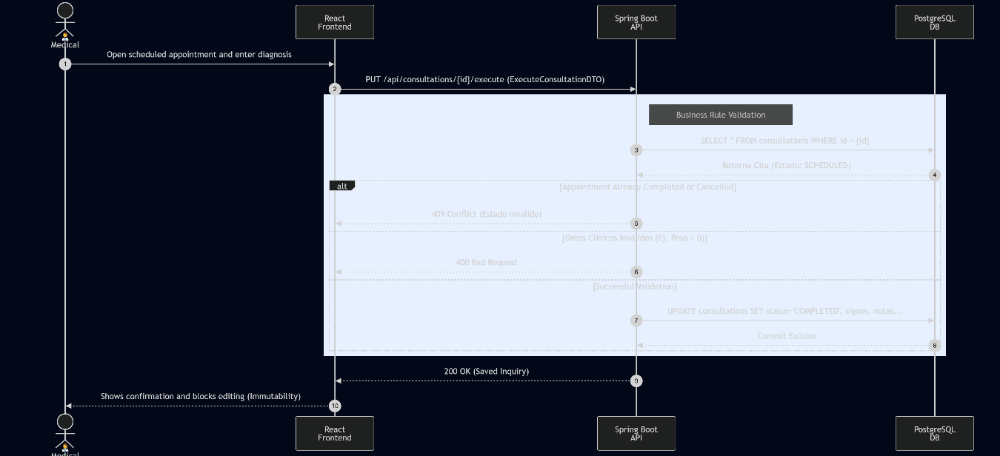 React
Frontend
Spring Boot
API
PostgreSQL
DB
Medical
Open scheduled appointment and enter diagnosis
1
PUT /api/consultations/{id}/execute (ExecuteConsultationDTO)
2
Business Rule Validation
SELECT * FROM consultations WHERE id = {id}
3
Retorna Cita (Estado: SCHEDULED)
4
alt
[Appointment Already Completed or Cancelled]
409 Conflict (Estado Invalido)
5
[Datos Clínicos Inválidos (Ej. Peso < 0)]
400 Bad Request
6
[Successful Validation]
UPDATE consultations SET status='COMPLETED', signos, notas...
7
Commit Exitoso
8
200 OK (Saved Inquiry)
9
Shows confirmation and blocks editing (Immutability)
10
React
Frontend
Spring Boot
API
PostgreSQL
DB
Medical